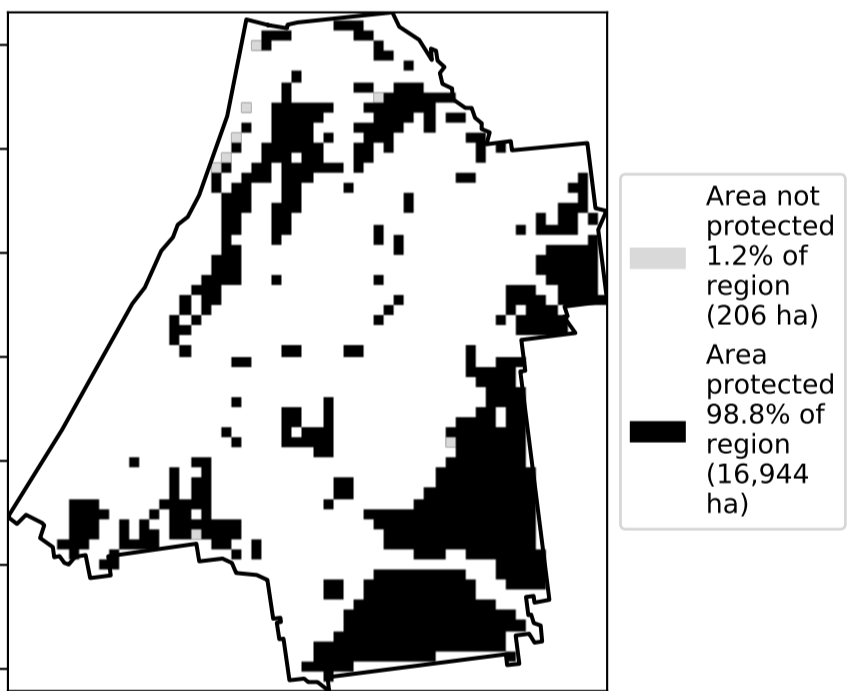 Area not
protected
1.2% of
region
(206 ha)
Area
protected
98.8% of
region
(16,944
ha)